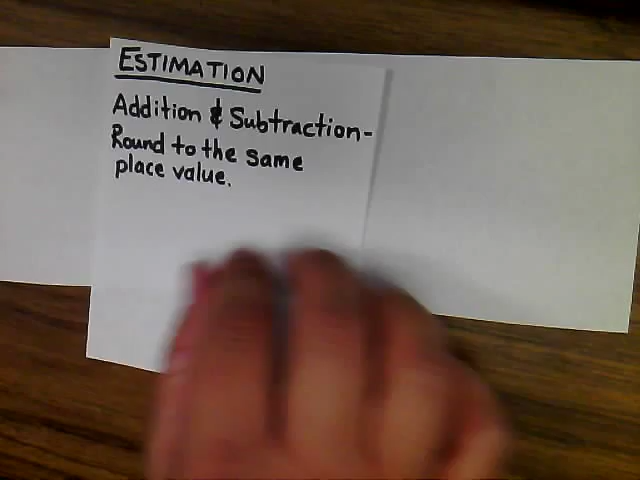 ESTIMATION
Addition & Subtraction-
Round to the same
place value.